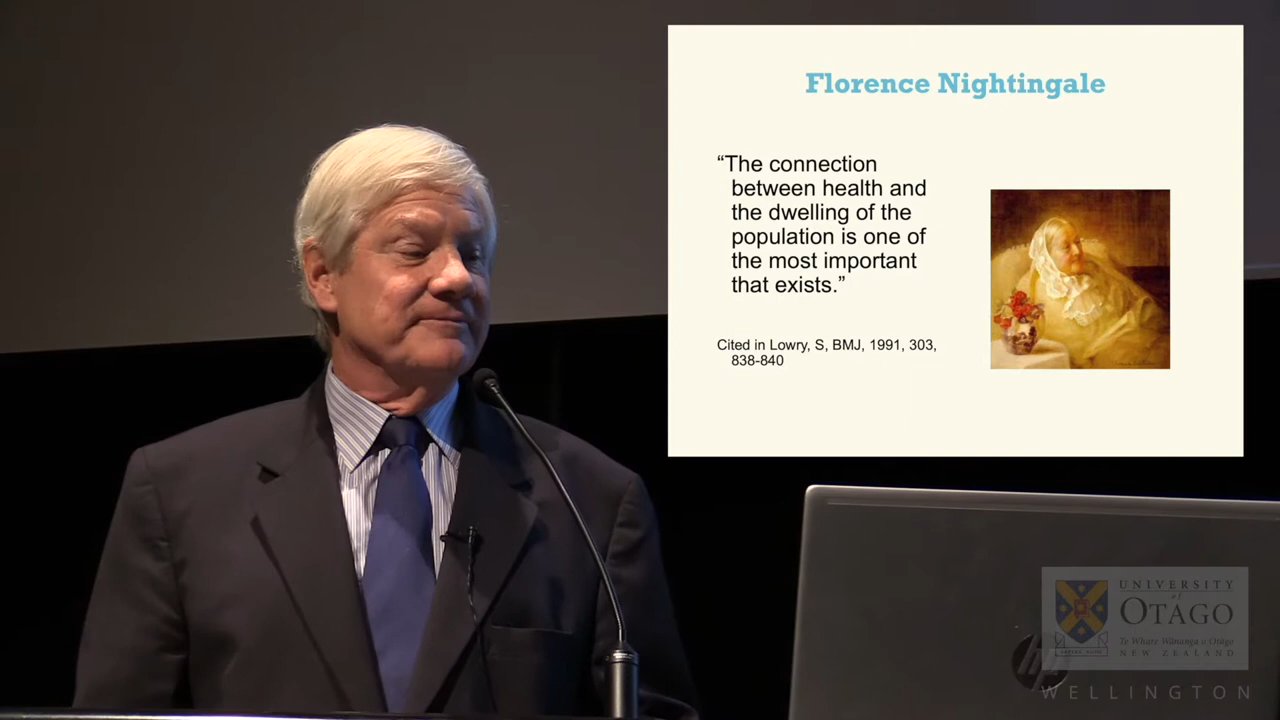 Florence Nightingale
“The connection
between health and
the dwelling of the
population is one of
the most important
that exists.”
Cited in Lowry, S, BMJ, 1991, 303,
838-840
UNIVERSITY
of
OTAGO
Te Whare Wānanga o Otāgo
NEW ZEALAND
hp
WELLINGTON